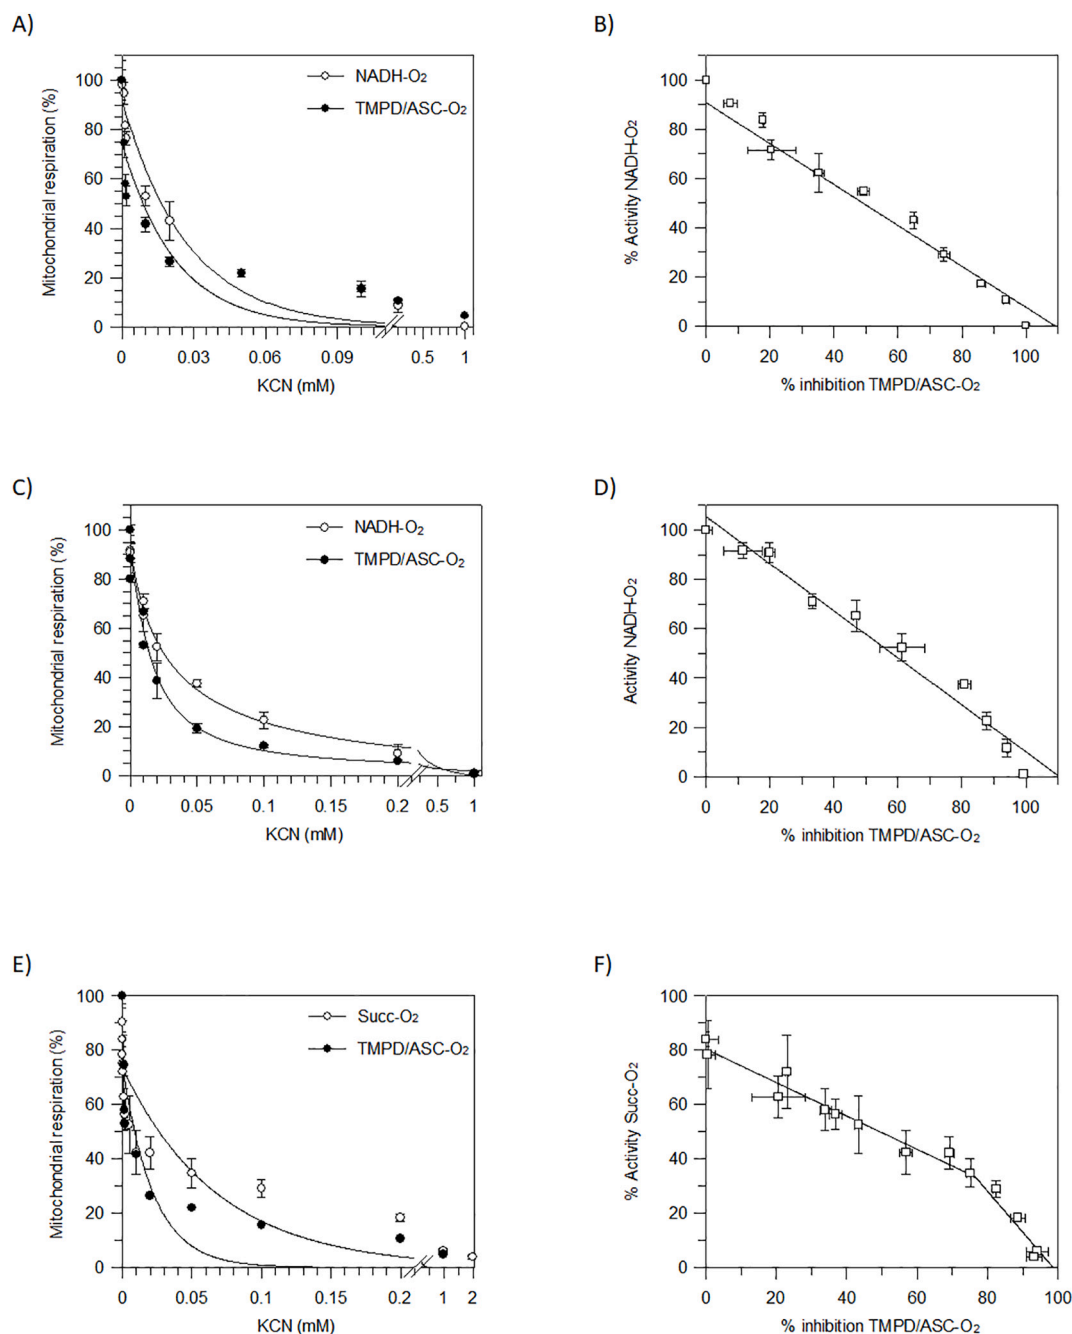 A)
Mitochondrial respiration (%)
100
80
60
40
20
0
NADH-O₂
TMPD/ASC-O₂
0 0.03 0.06 0.09 0.5 1
KCN (mM)
B)
% Activity NADH-O₂
100
80
60
40
20
0
0 20 40 60 80 100
% inhibition TMPD/ASC-O₂
C)
Mitochondrial respiration (%)
100
80
60
40
20
0
NADH-O₂
TMPD/ASC-O₂
0 0.05 0.1 0.2 0.5 1
KCN (mM)
D)
Activity NADH-O₂
100
80
60
40
20
0
0 20 40 60 80 100
% inhibition TMPD/ASC-O₂
E)
Mitochondrial respiration (%)
100
80
60
40
20
0
Succ-O₂
TMPD/ASC-O₂
0 0.05 0.1 0.2 1 2
KCN (mM)
F)
% Activity Succ-O₂
100
80
60
40
20
0
0 20 40 60 80 100
% inhibition TMPD/ASC-O₂